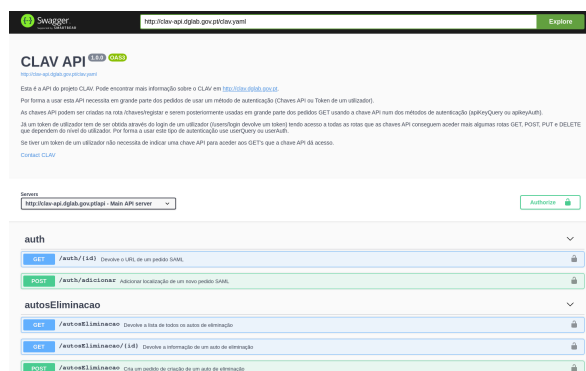 Swagger
Supported by SMARTBEAR
http://clav-api.dglab.gov.pt/clav.yaml
Explore
CLAV API 1.0.0 OAS3
http://clav-api.dglab.gov.pt/clav.yaml
Esta é a API do projeto CLAV. Pode encontrar mais informação sobre o CLAV em http://clav.dglab.gov.pt.
Por forma a usar esta API necessita em grande parte dos pedidos de usar um método de autenticação (Chaves API ou Token de um utilizador).
As chaves API podem ser criadas na rota /chaves/registar e serem posteriormente usadas em grande parte dos pedidos GET usando a chave API num dos métodos de autenticação (apiKeyQuery ou apikeyAuth).
Já um token de utilizador tem de ser obtido através do login de um utilizador (/users/login devolve um token) tendo acesso a todas as rotas que as chaves API conseguem aceder mais algumas rotas GET, POST, PUT e DELETE
que dependem do nível do utilizador. Por forma a usar este tipo de autenticação use userQuery ou userAuth.
Se tiver um token de um utilizador não necessita de indicar uma chave API para aceder aos GET's que a chave API dá acesso.
Contact CLAV
Servers
http://clav-api.dglab.gov.pt/api - Main API server
Authorize
auth
GET /auth/{id} Devolve o URL de um pedido SAML
POST /auth/adicionar Adicionar localização de um novo pedido SAML
autosEliminacao
GET /autosEliminacao Devolve a lista de todos os autos de eliminação
GET /autosEliminacao/{id} Devolve a informação de um auto de eliminação
POST /autosEliminacao Cria um pedido de criação de um auto de eliminação